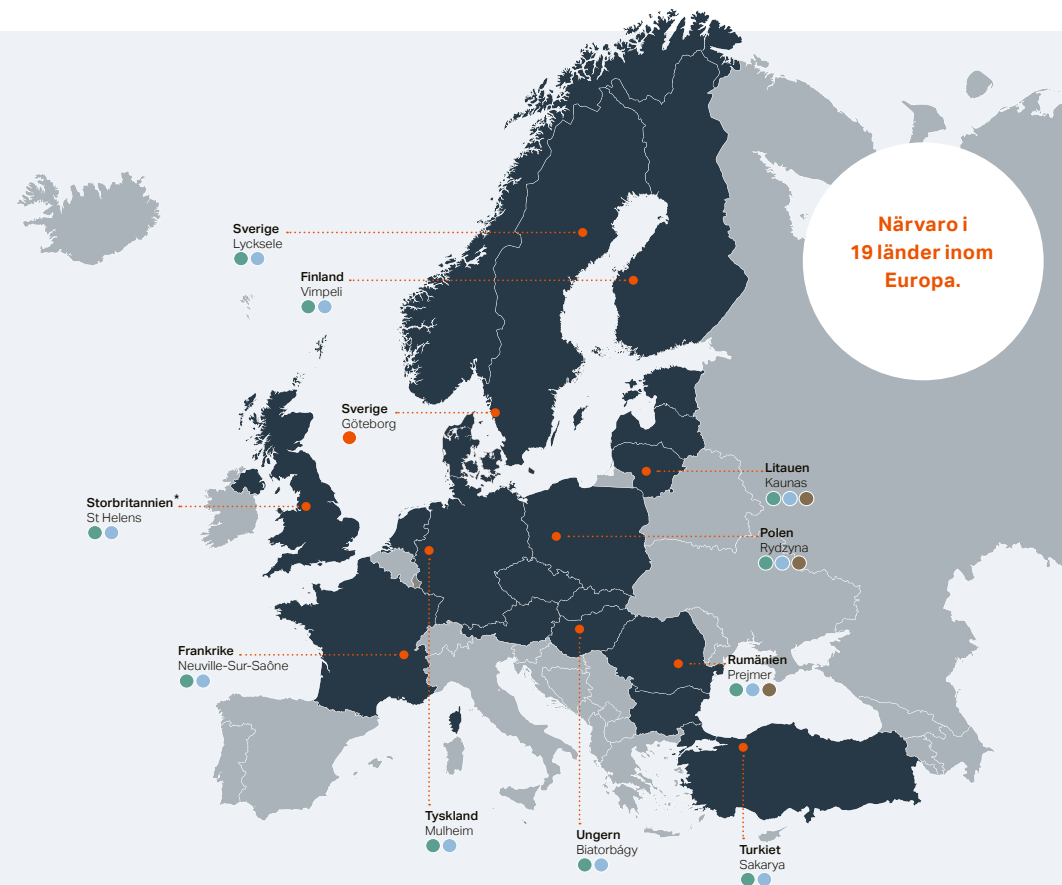 Närvaro i
19 länder inom
Europa.
Sverige
Lycksele
Finland
Vimpeli
Sverige
Göteborg
Litauen
Kaunas
Storbritannien*
St Helens
Polen
Rydzyna
Frankrike
Neuville-Sur-Saône
Rumänien
Prejmer
Tyskland
Mulheim
Ungern
Biatorbágy
Turkiet
Sakarya